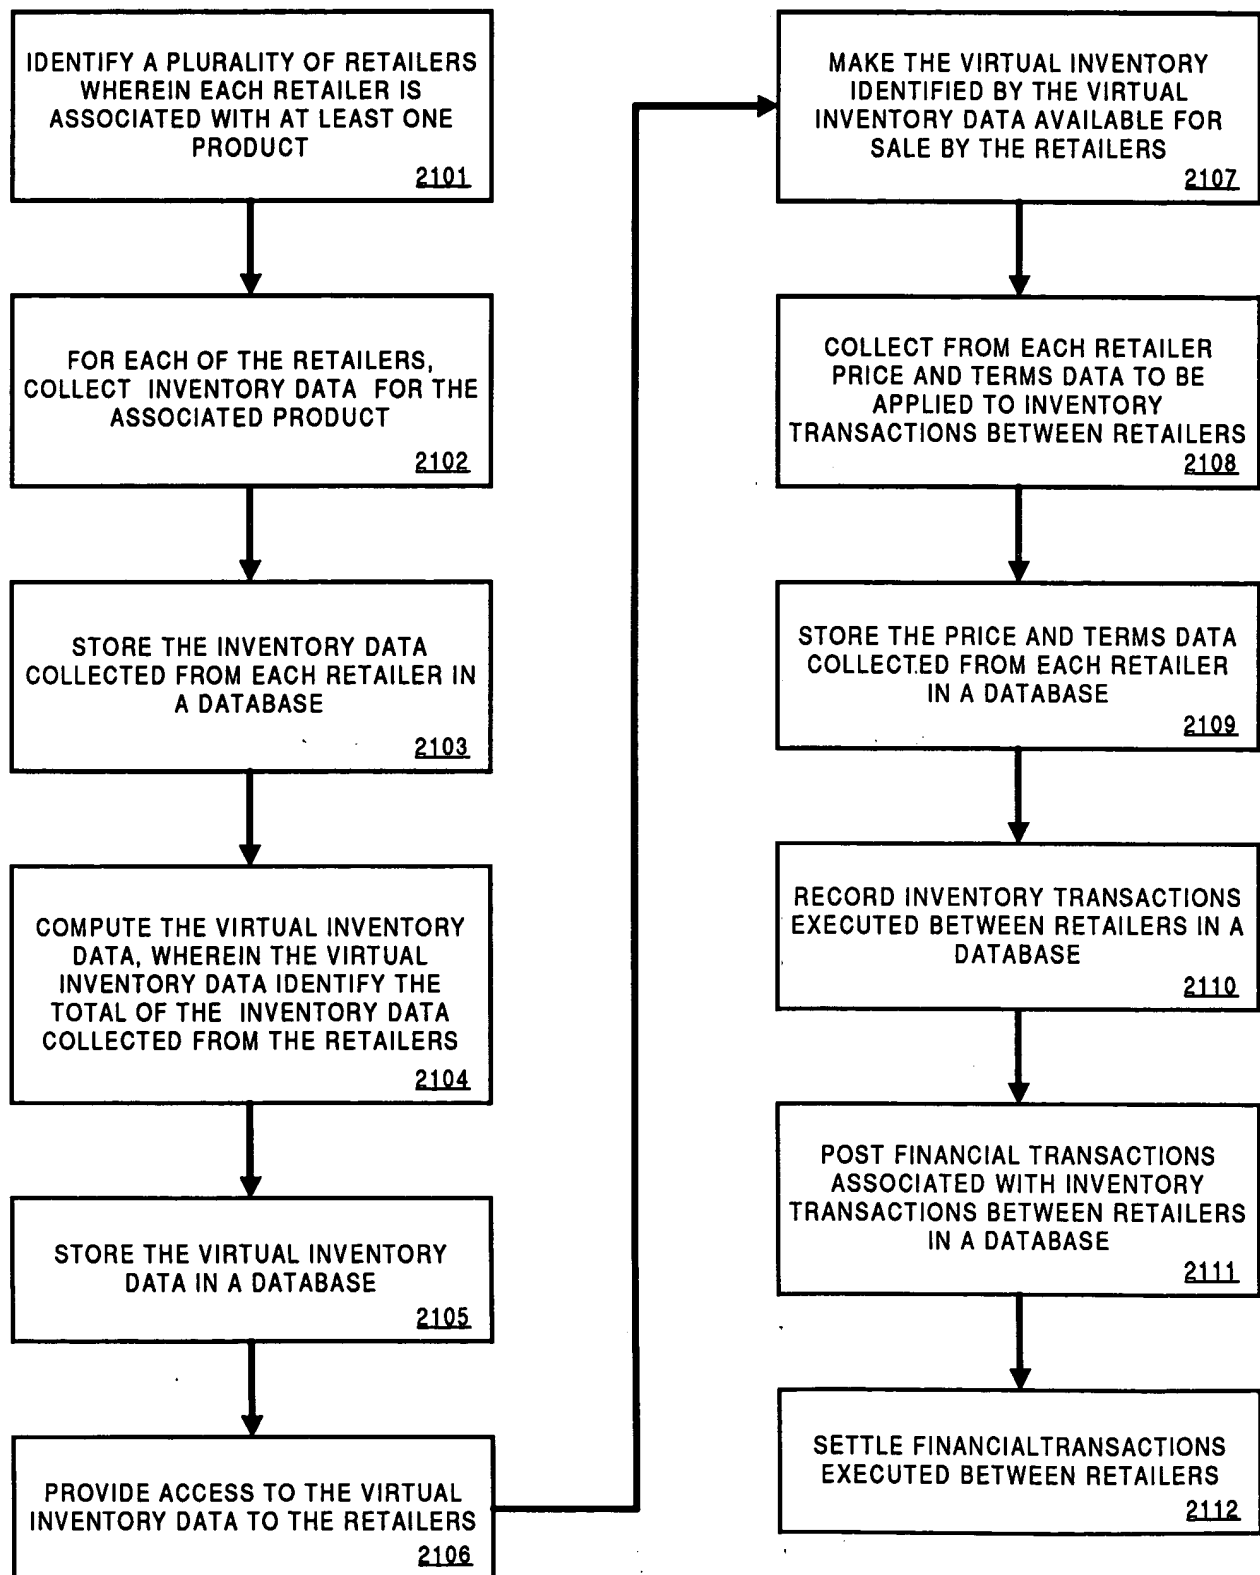 IDENTIFY A PLURALITY OF RETAILERS
WHEREIN EACH RETAILER IS
ASSOCIATED WITH AT LEAST ONE
PRODUCT
2101
FOR EACH OF THE RETAILERS,
COLLECT INVENTORY DATA FOR THE
ASSOCIATED PRODUCT
2102
STORE THE INVENTORY DATA
COLLECTED FROM EACH RETAILER IN
A DATABASE
2103
COMPUTE THE VIRTUAL INVENTORY
DATA, WHEREIN THE VIRTUAL
INVENTORY DATA IDENTIFY THE
TOTAL OF THE INVENTORY DATA
COLLECTED FROM THE RETAILERS
2104
STORE THE VIRTUAL INVENTORY
DATA IN A DATABASE
2105
PROVIDE ACCESS TO THE VIRTUAL
INVENTORY DATA TO THE RETAILERS
2106
MAKE THE VIRTUAL INVENTORY
IDENTIFIED BY THE VIRTUAL
INVENTORY DATA AVAILABLE FOR
SALE BY THE RETAILERS
2107
COLLECT FROM EACH RETAILER
PRICE AND TERMS DATA TO BE
APPLIED TO INVENTORY
TRANSACTIONS BETWEEN RETAILERS
2108
STORE THE PRICE AND TERMS DATA
COLLECTED FROM EACH RETAILER
IN A DATABASE
2109
RECORD INVENTORY TRANSACTIONS
EXECUTED BETWEEN RETAILERS IN A
DATABASE
2110
POST FINANCIAL TRANSACTIONS
ASSOCIATED WITH INVENTORY
TRANSACTIONS BETWEEN RETAILERS
IN A DATABASE
2111
SETTLE FINANCIALTRANSACTIONS
EXECUTED BETWEEN RETAILERS
2112